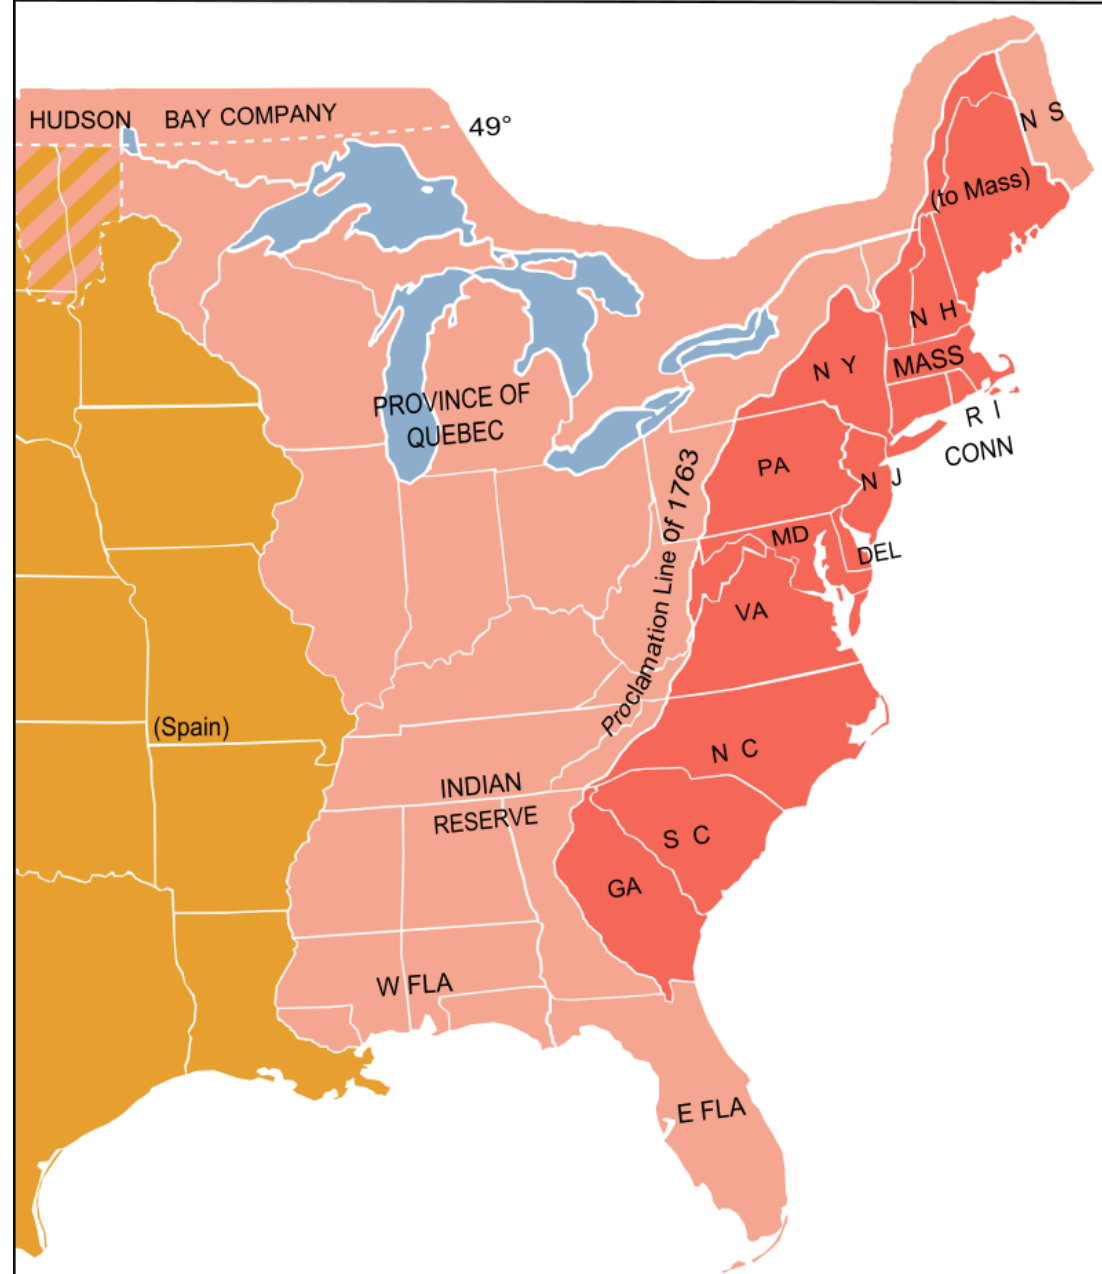 HUDSON BAY COMPANY
49°
N S
(to Mass)
N H
MASS
N Y
R I
CONN
PROVINCE OF
QUEBEC
PA
N J
Proclamation Line 0f 1763
MD
DEL
VA
(Spain)
N C
INDIAN
RESERVE
S C
GA
W FLA
E FLA